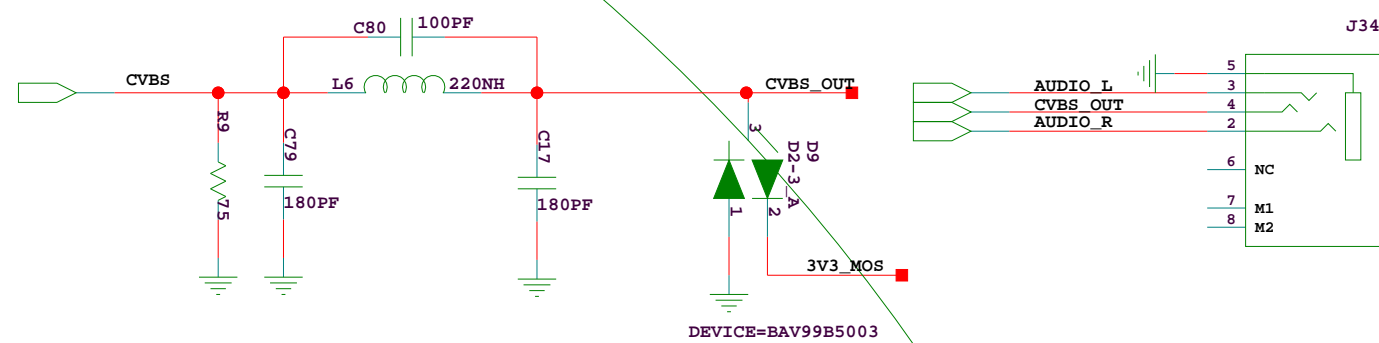 C80 100PF
J34
CVBS
L6 220NH
CVBS_OUT
R9
75
C79
180PF
C17
180PF
3
D9
D2-3_A
1
2
3V3_MOS
DEVICE=BAV99B5003
5
AUDIO_L 3
CVBS_OUT 4
AUDIO_R 2
6 NC
7 M1
8 M2